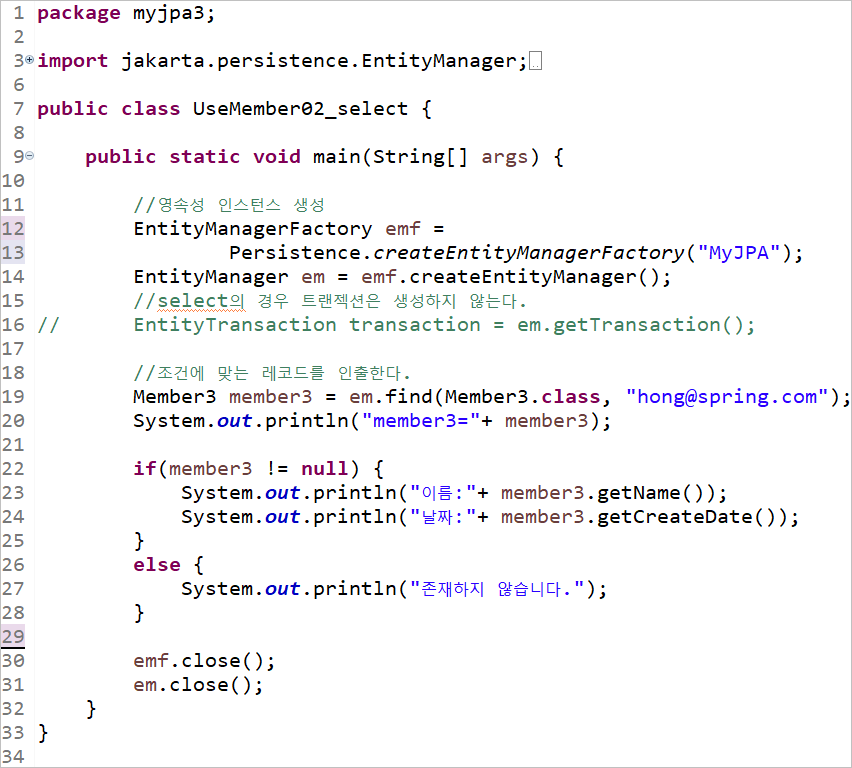 1 package myjpa3;
2
3 import jakarta.persistence.EntityManager;
6
7 public class UseMember02_select {
8
9     public static void main(String[] args) {
10
11         //영속성 인스턴스 생성
12         EntityManagerFactory emf =
13                 Persistence.createEntityManagerFactory("MyJPA");
14         EntityManager em = emf.createEntityManager();
15         //select의 경우 트랜젝션은 생성하지 않는다.
16 //      EntityTransaction transaction = em.getTransaction();
17
18         //조건에 맞는 레코드를 인출한다.
19         Member3 member3 = em.find(Member3.class, "hong@spring.com");
20         System.out.println("member3="+ member3);
21
22         if(member3 != null) {
23             System.out.println("이름:"+ member3.getName());
24             System.out.println("날짜:"+ member3.getCreateDate());
25         }
26         else {
27             System.out.println("존재하지 않습니다.");
28         }
29
30         emf.close();
31         em.close();
32     }
33 }
34